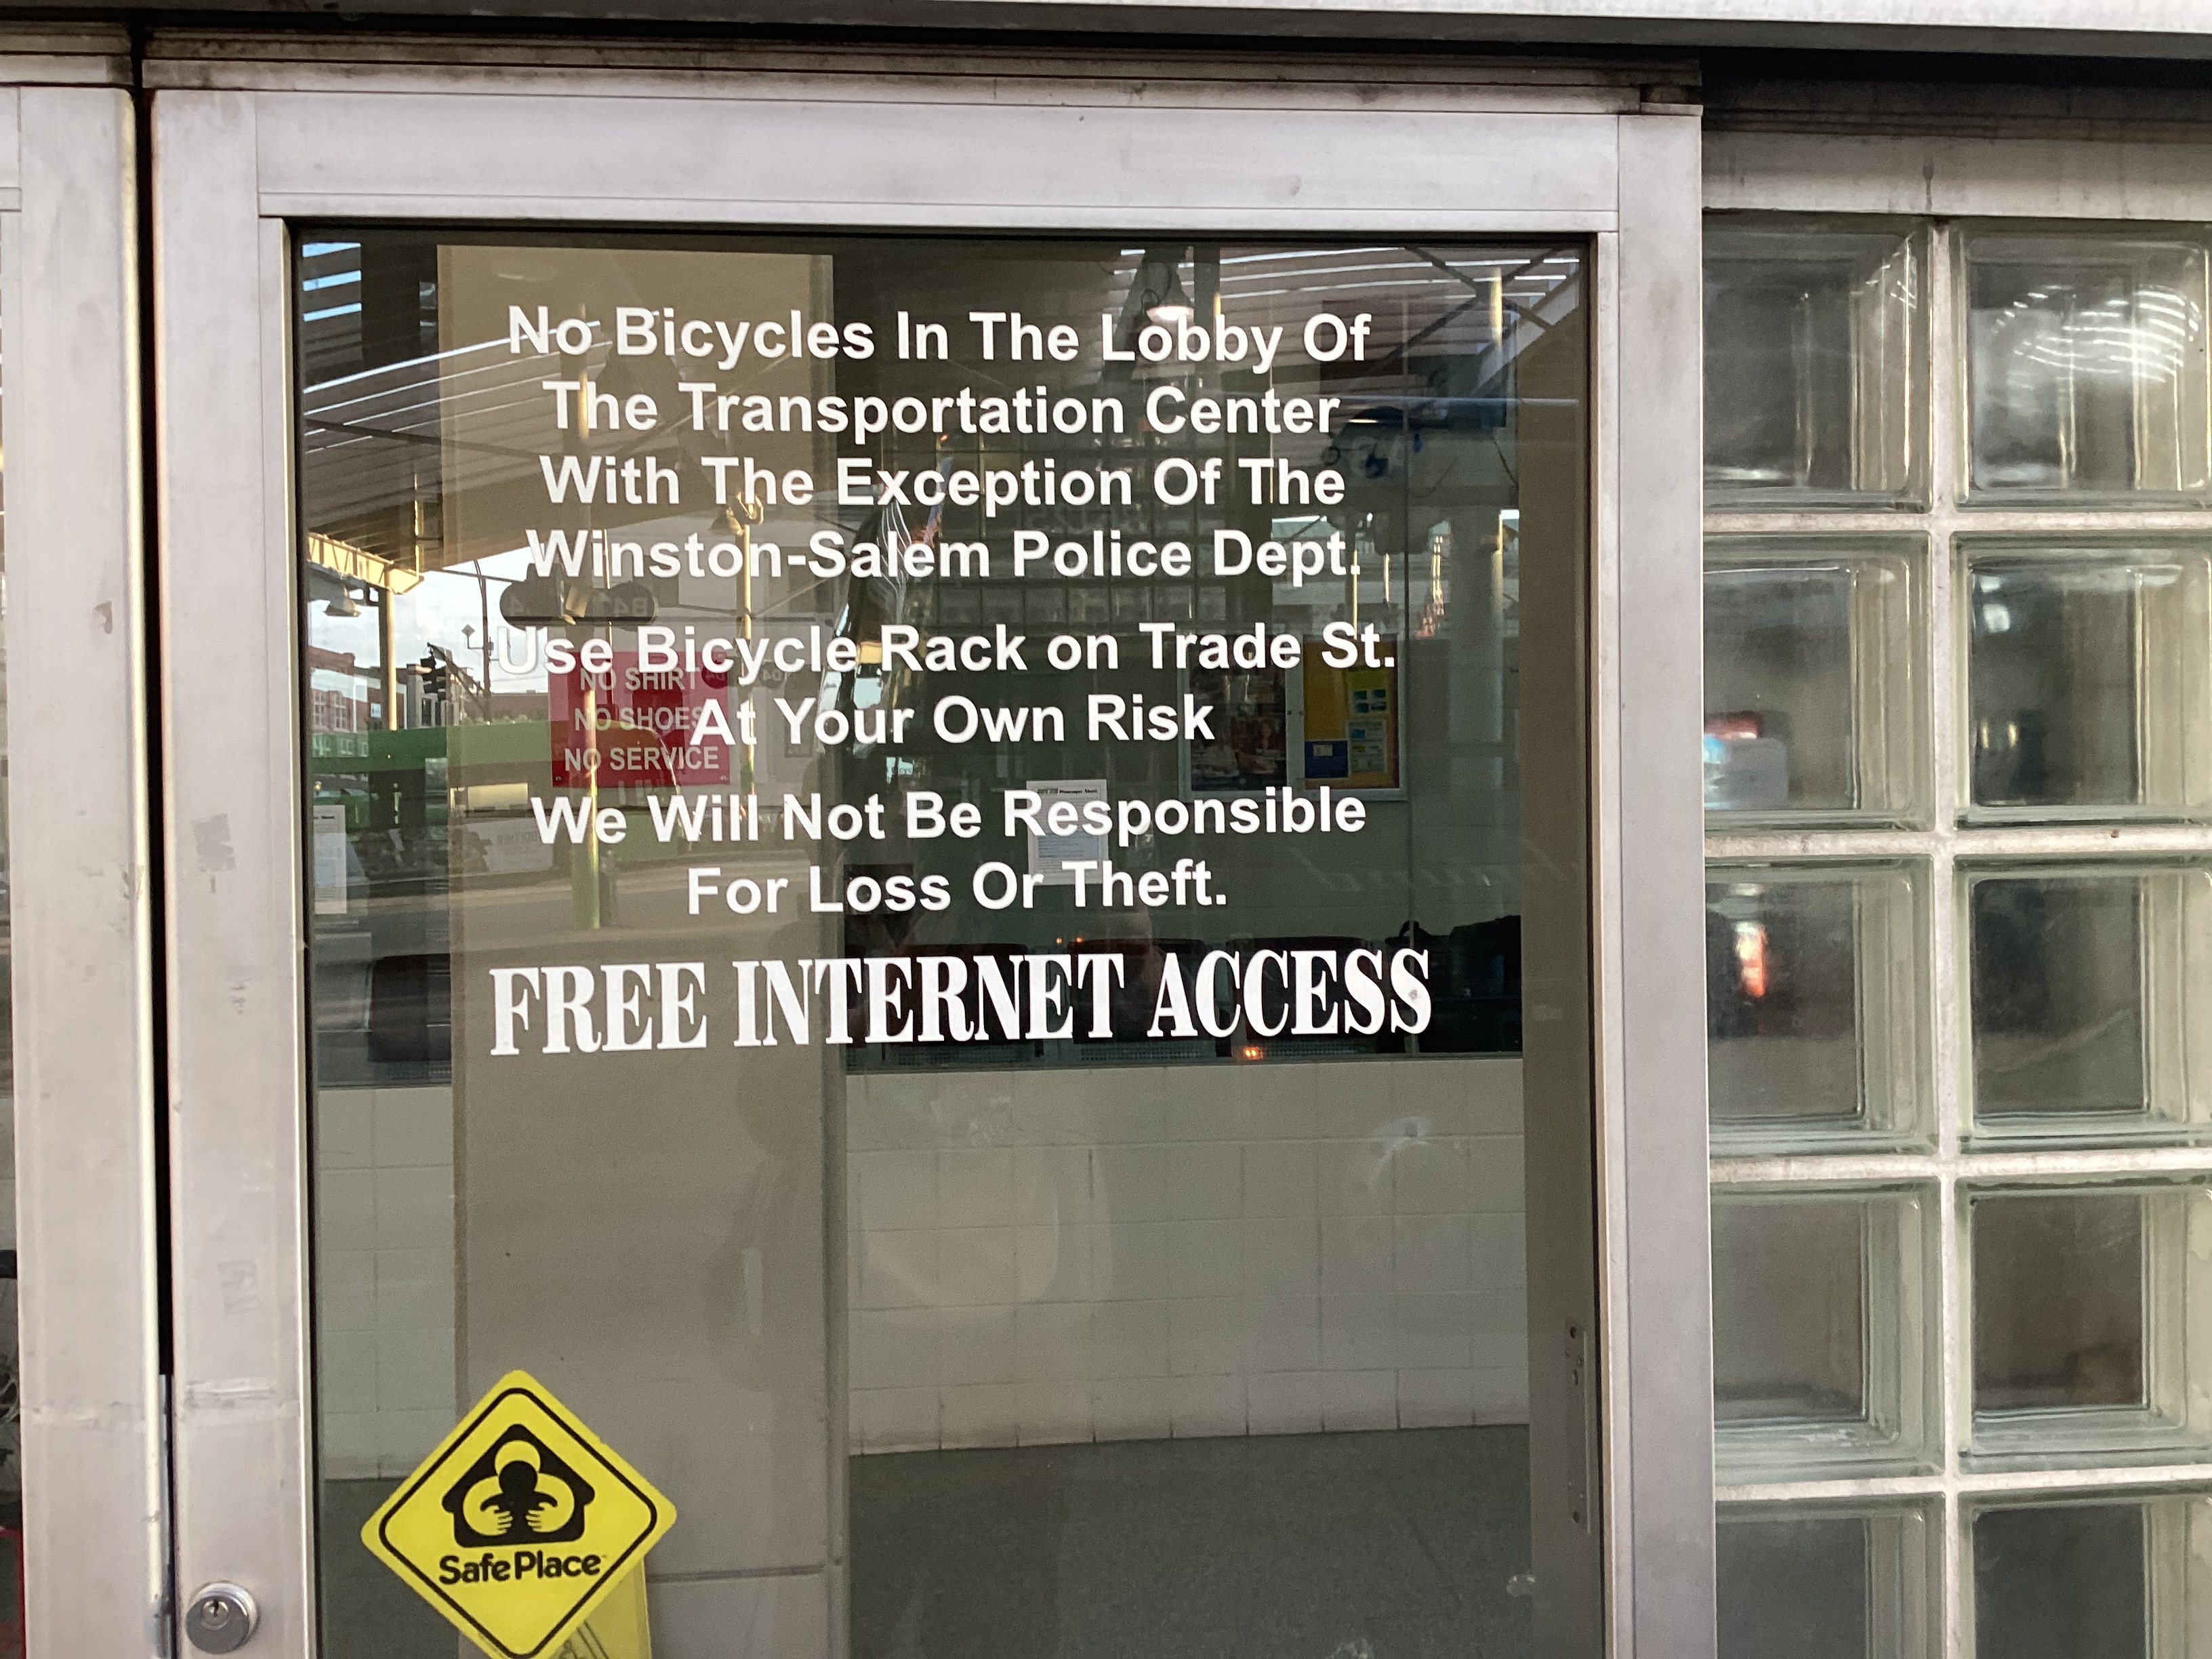 No Bicycles In The Lobby Of
The Transportation Center
With The Exception Of The
Winston-Salem Police Dept.
Use Bicycle Rack on Trade St.
At Your Own Risk
We Will Not Be Responsible
For Loss Or Theft.
FREE INTERNET ACCESS
NO SHIRT
NO SHOES
NO SERVICE
Safe Place